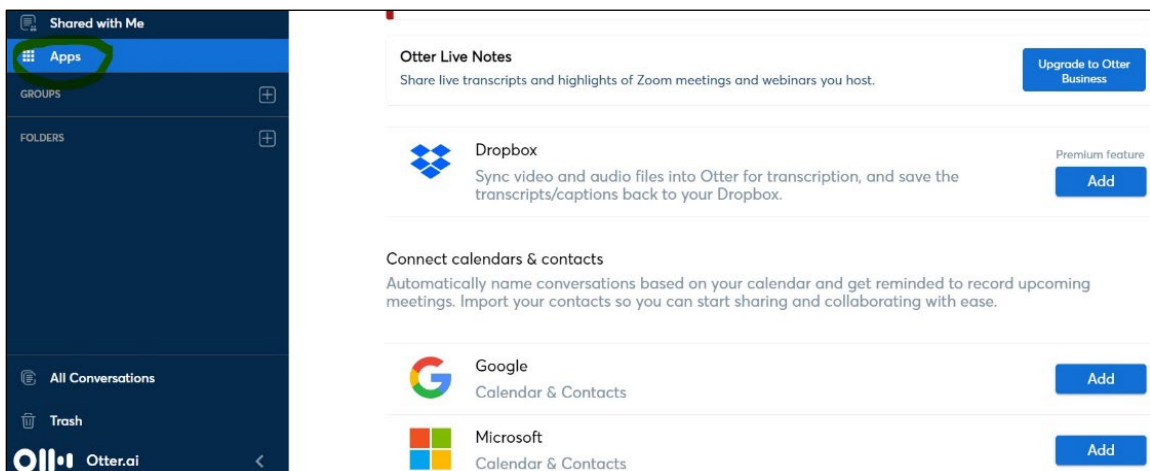 Shared with Me
Apps
GROUPS
FOLDERS
All Conversations
Trash
Otter.ai
Otter Live Notes
Share live transcripts and highlights of Zoom meetings and webinars you host.
Upgrade to Otter
Business
Dropbox
Sync video and audio files into Otter for transcription, and save the
transcripts/captions back to your Dropbox.
Premium feature
Add
Connect calendars & contacts
Automatically name conversations based on your calendar and get reminded to record upcoming
meetings. Import your contacts so you can start sharing and collaborating with ease.
Google
Calendar & Contacts
Add
Microsoft
Calendar & Contacts
Add